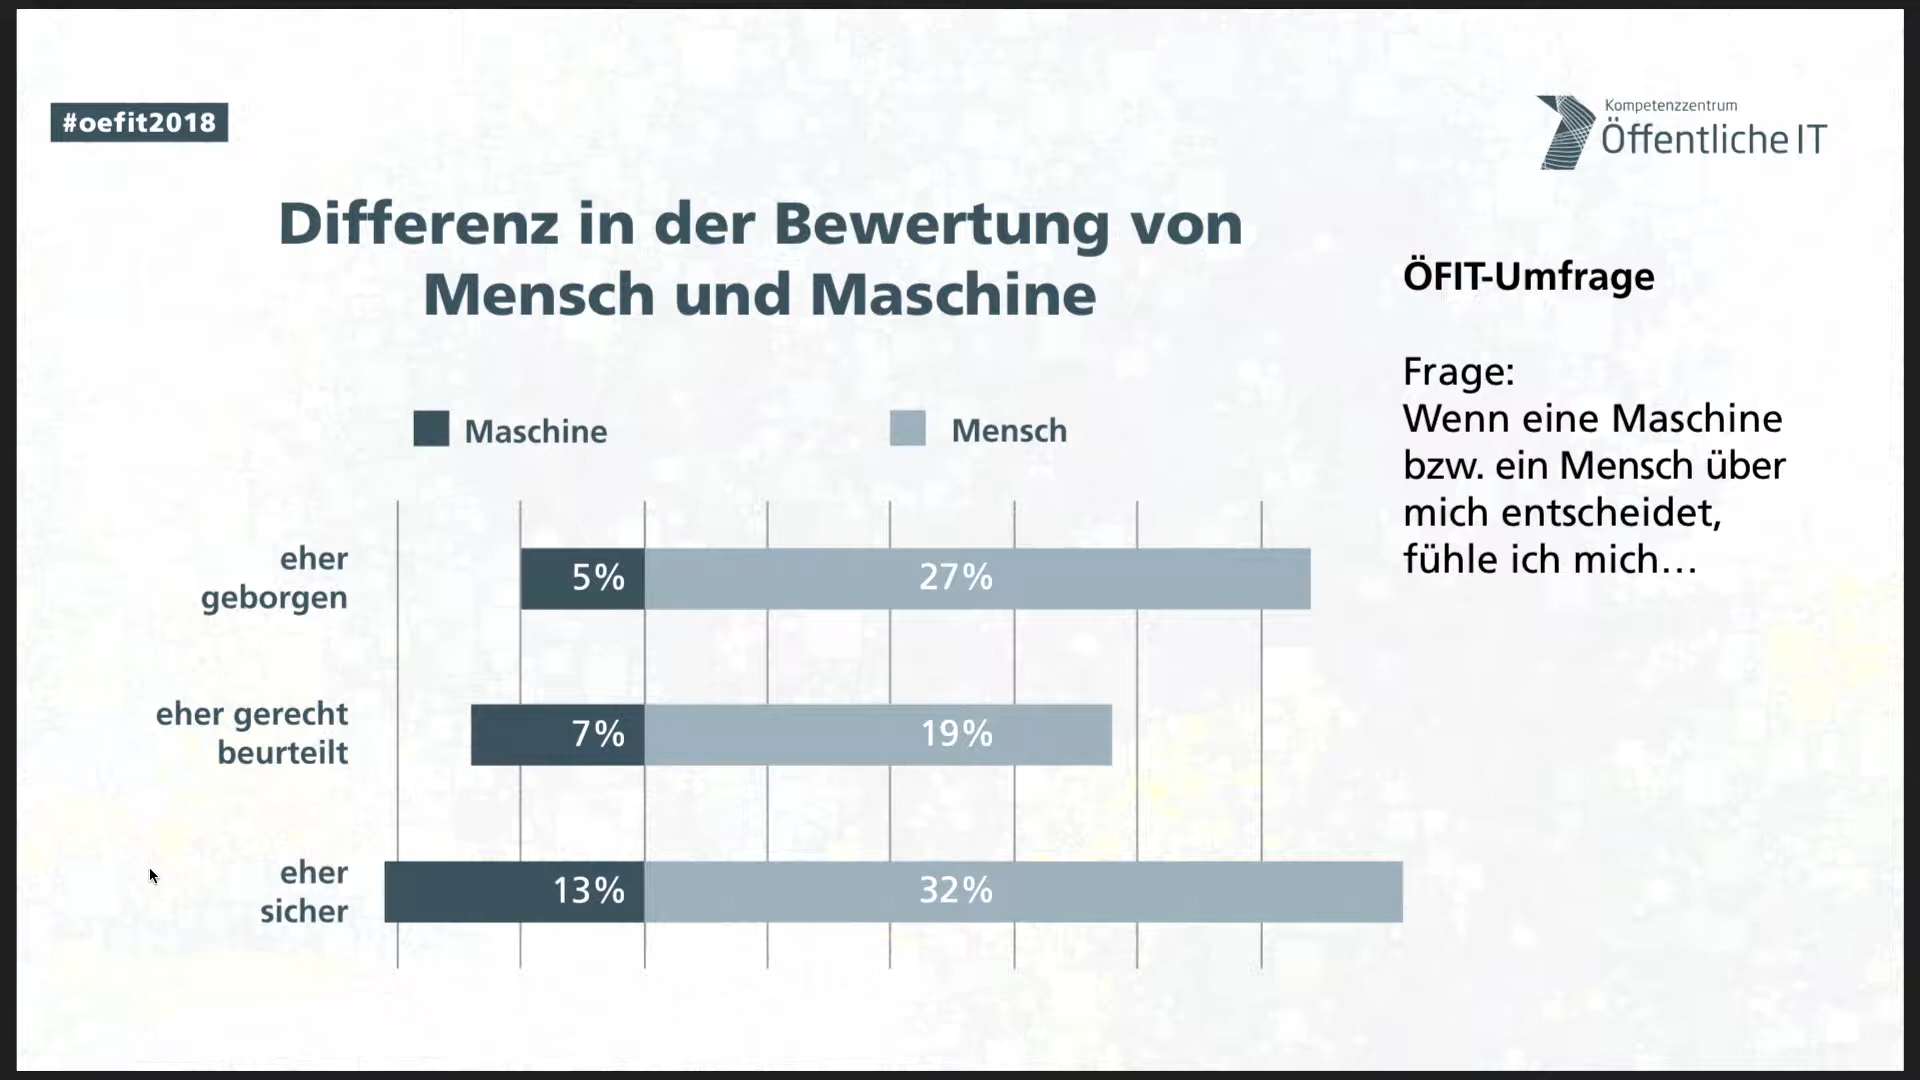 #oefit2018
Kompetenzzentrum
Öffentliche IT
Differenz in der Bewertung von
Mensch und Maschine
ÖFIT-Umfrage
Frage:
Wenn eine Maschine
bzw. ein Mensch über
mich entscheidet,
fühle ich mich…
Maschine
Mensch
eher
geborgen
5%
27%
eher gerecht
beurteilt
7%
19%
eher
sicher
13%
32%